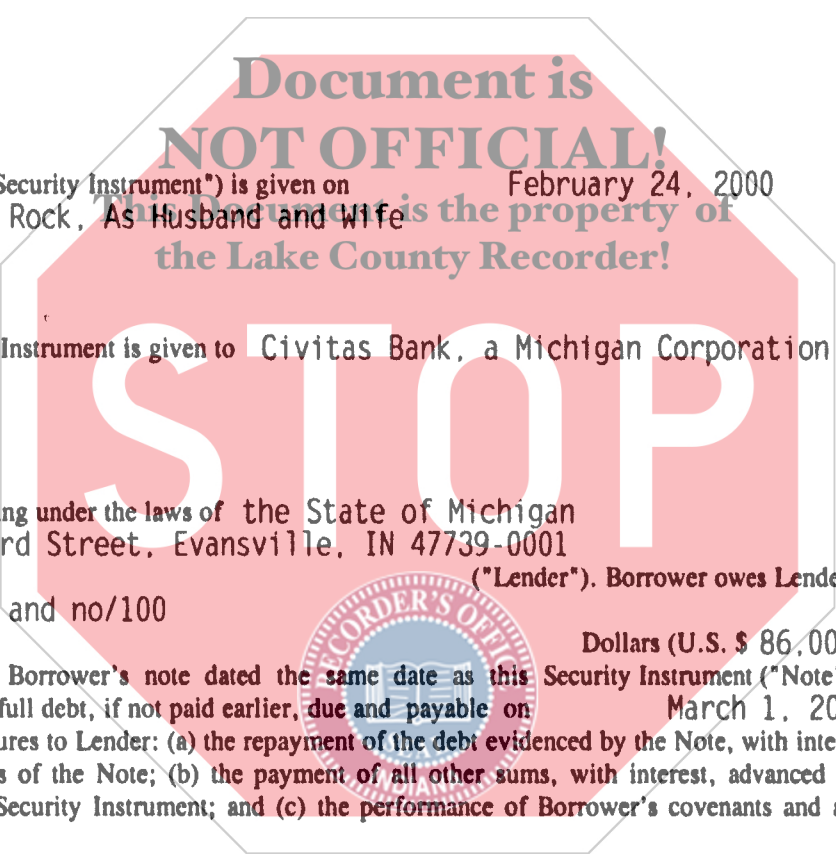 Document is
NOT OFFICIAL!
Security Instrument") is given on February 24, 2000
This Document is the property of
Rock, As Husband and Wife
the Lake County Recorder!
Instrument is given to Civitas Bank, a Michigan Corporation
STOP
ng under the laws of the State of Michigan
rd Street, Evansville, IN 47739-0001
("Lender"). Borrower owes Lende
and no/100
RECORDER'S OFFIC
Dollars (U.S. $ 86,00
Borrower's note dated the same date as this Security Instrument ("Note
full debt, if not paid earlier, due and payable on March 1, 20
ures to Lender: (a) the repayment of the debt evidenced by the Note, with inte
s of the Note; (b) the payment of all other sums, with interest, advanced
INDIANA
Security Instrument; and (c) the performance of Borrower's covenants and a